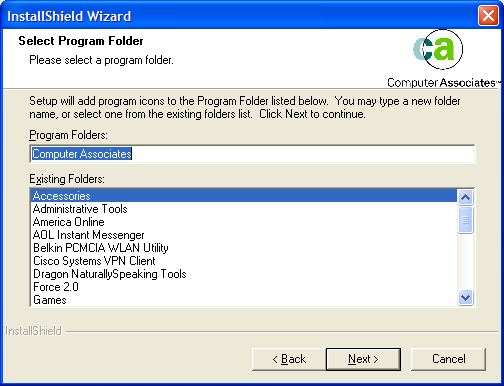 InstallShield Wizard
Select Program Folder
Please select a program folder.
ca
Computer Associates™
Setup will add program icons to the Program Folder listed below. You may type a new folder
name, or select one from the existing folders list. Click Next to continue.
Program Folders:
Computer Associates
Existing Folders:
Accessories
Administrative Tools
America Online
AOL Instant Messenger
Belkin PCMCIA WLAN Utility
Cisco Systems VPN Client
Dragon NaturallySpeaking Tools
Force 2.0
Games
InstallShield
< Back
Next >
Cancel